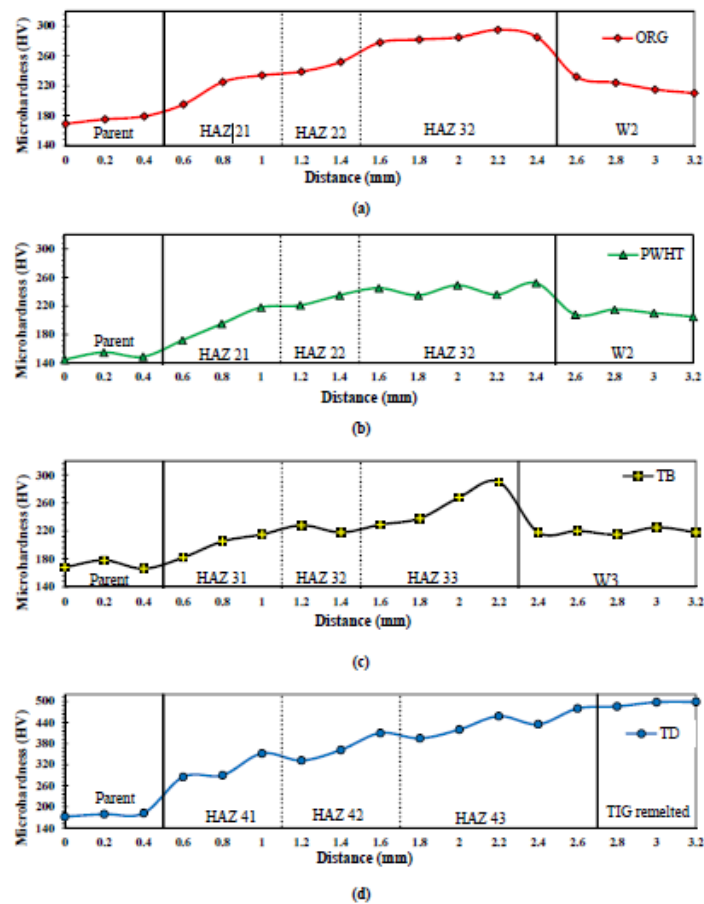 300
260
220
180
140
Microhardness (HV)
ORG
Parent
HAZ 21
HAZ 22
HAZ 32
W2
0 0.2 0.4 0.6 0.8 1 1.2 1.4 1.6 1.8 2 2.2 2.4 2.6 2.8 3 3.2
Distance (mm)
(a)
300
260
220
180
140
Microhardness (HV)
PWHT
Parent
HAZ 21
HAZ 22
HAZ 32
W2
0 0.2 0.4 0.6 0.8 1 1.2 1.4 1.6 1.8 2 2.2 2.4 2.6 2.8 3 3.2
Distance (mm)
(b)
300
260
220
180
140
Microhardness (HV)
TB
Parent
HAZ 31
HAZ 32
HAZ 33
W3
0 0.2 0.4 0.6 0.8 1 1.2 1.4 1.6 1.8 2 2.2 2.4 2.6 2.8 3 3.2
Distance (mm)
(c)
500
440
380
320
260
200
140
Microhardness (HV)
TD
Parent
HAZ 41
HAZ 42
HAZ 43
TIG remelted
0 0.2 0.4 0.6 0.8 1 1.2 1.4 1.6 1.8 2 2.2 2.4 2.6 2.8 3 3.2
Distance (mm)
(d)